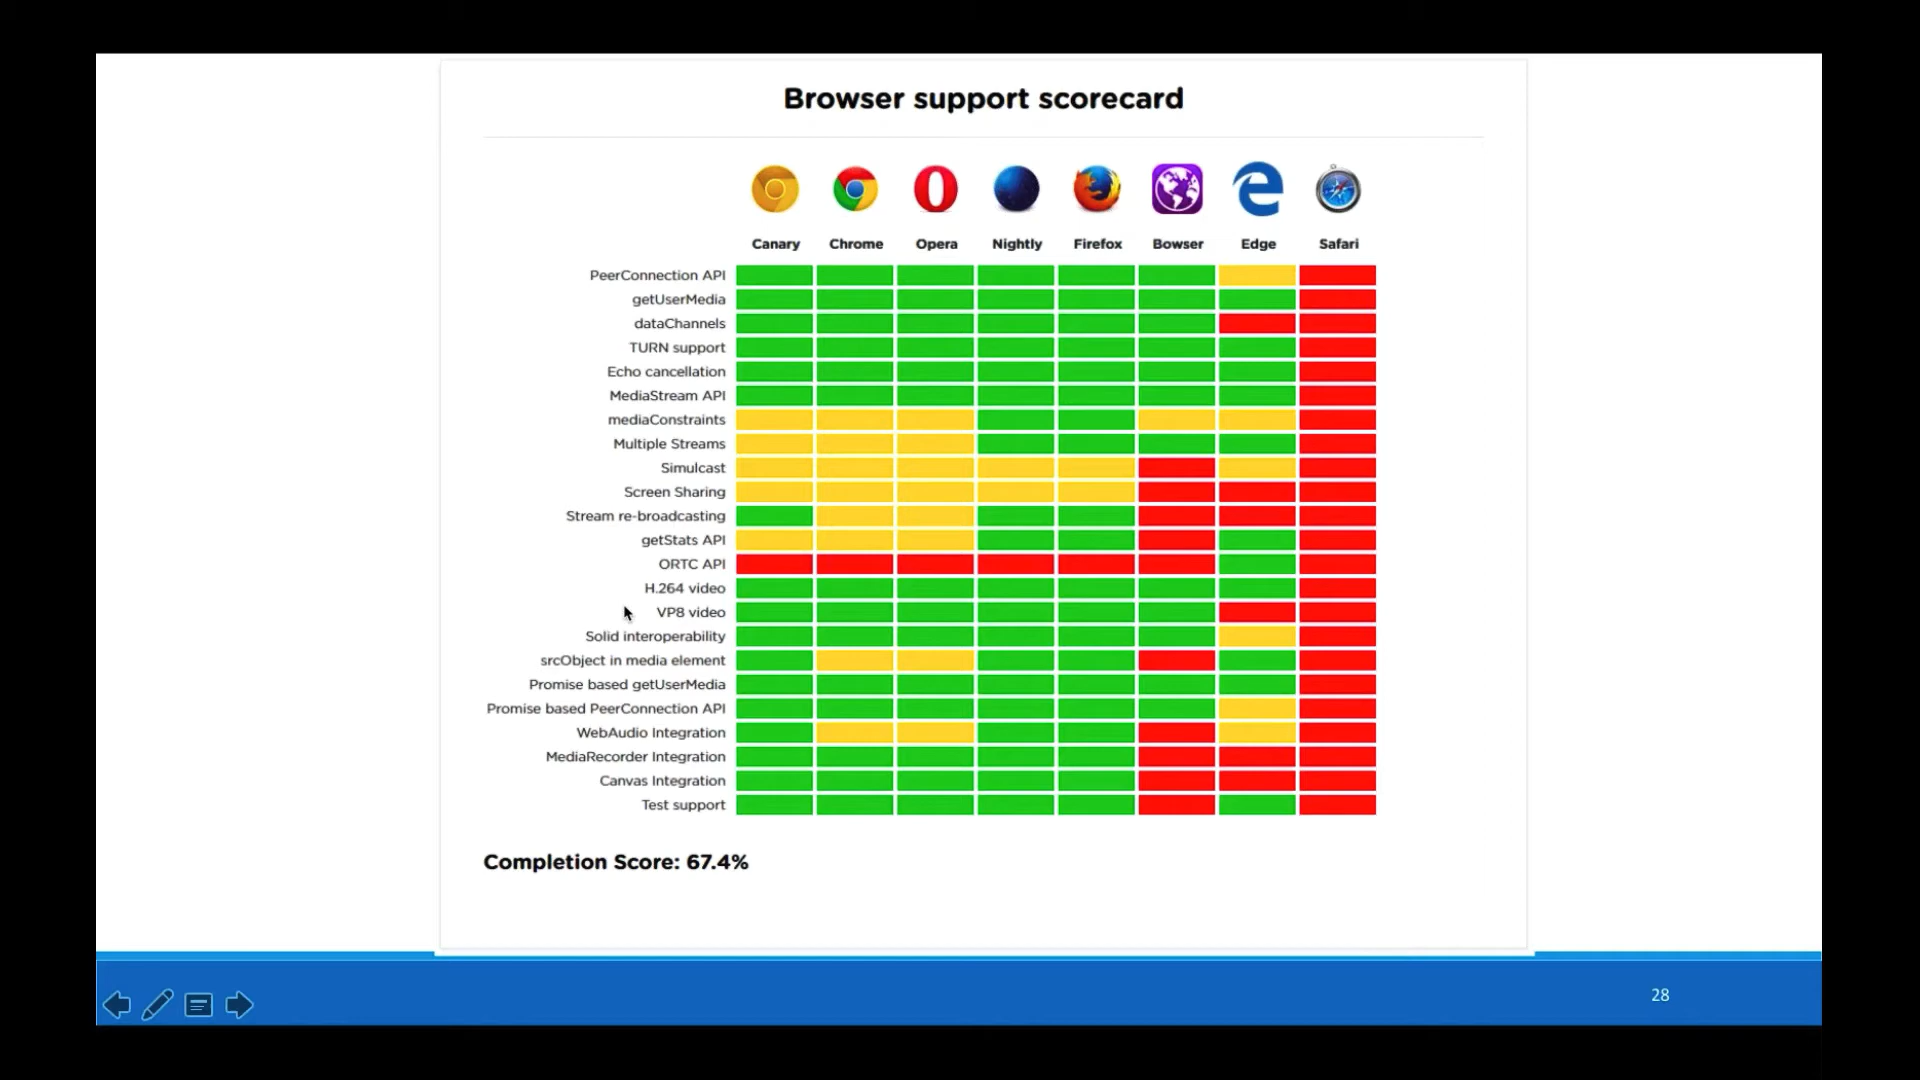 Browser support scorecard
Canary Chrome Opera Nightly Firefox Bowser Edge Safari
PeerConnection API
getUserMedia
dataChannels
TURN support
Echo cancellation
MediaStream API
mediaConstraints
Multiple Streams
Simulcast
Screen Sharing
Stream re-broadcasting
getStats API
ORTC API
H.264 video
VP8 video
Solid interoperability
srcObject in media element
Promise based getUserMedia
Promise based PeerConnection API
WebAudio Integration
MediaRecorder Integration
Canvas Integration
Test support
Completion Score: 67.4%
28